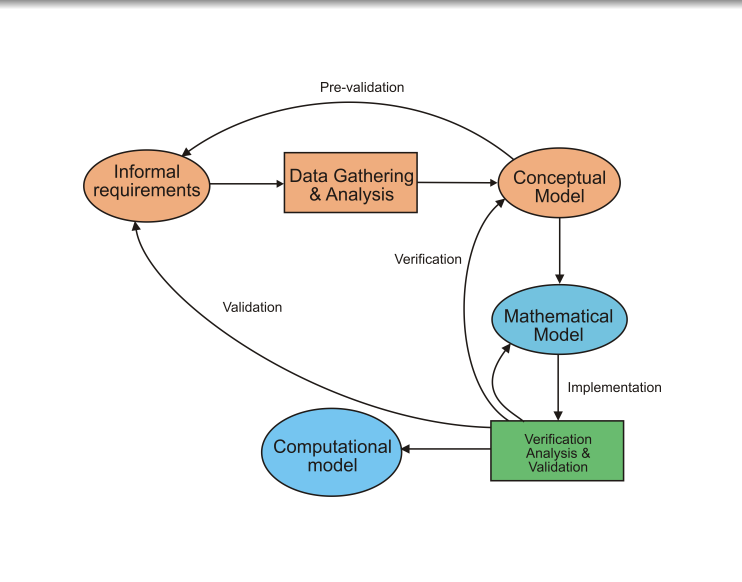 Pre-validation
Informal
requirements
Data Gathering
& Analysis
Conceptual
Model
Verification
Validation
Mathematical
Model
Implementation
Computational
model
Verification
Analysis &
Validation